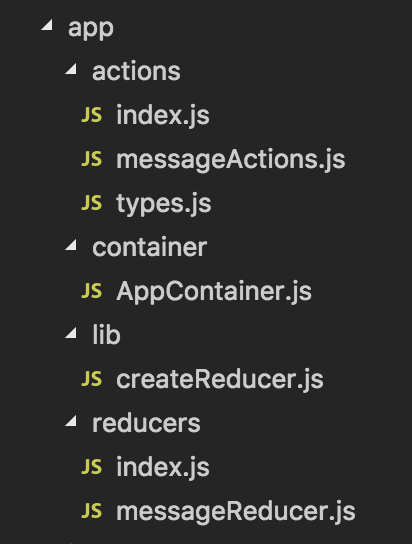 app
actions
JS index.js
JS messageActions.js
JS types.js
container
JS AppContainer.js
lib
JS createReducer.js
reducers
JS index.js
JS messageReducer.js